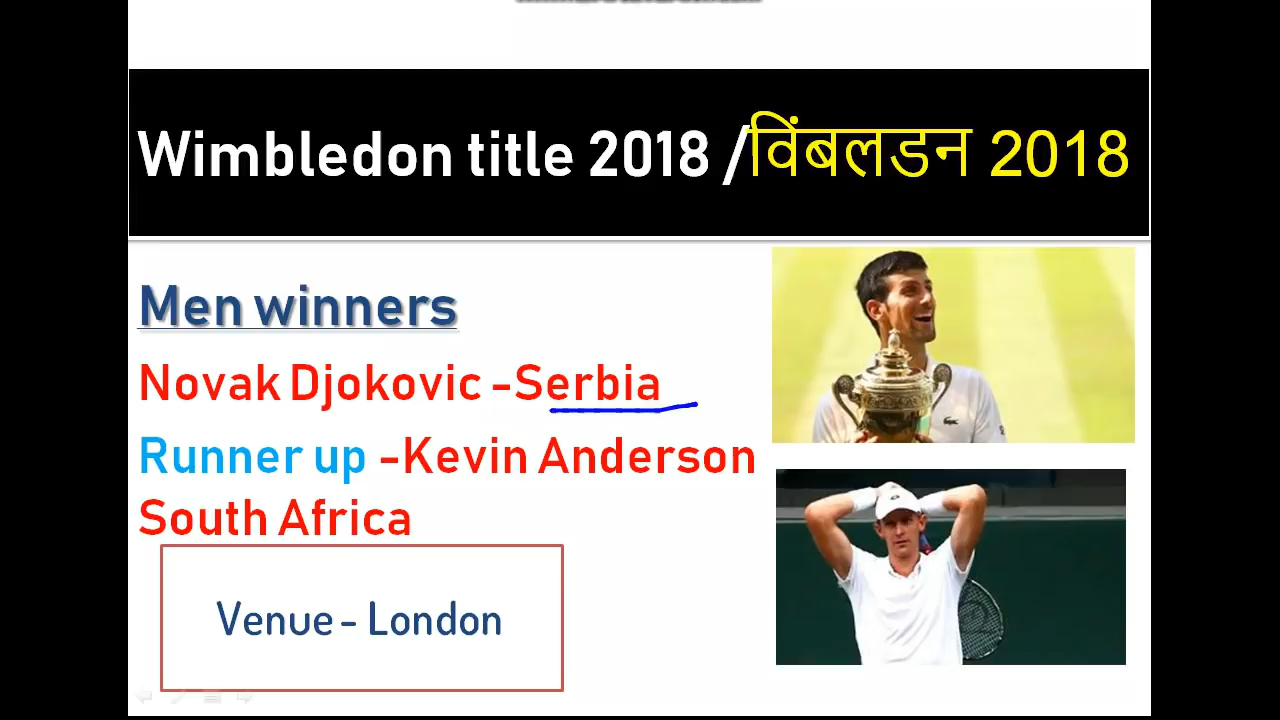 Wimbledon title 2018 /विंबलडन 2018
Men winners
Novak Djokovic -Serbia
Runner up -Kevin Anderson
South Africa
Venue - London